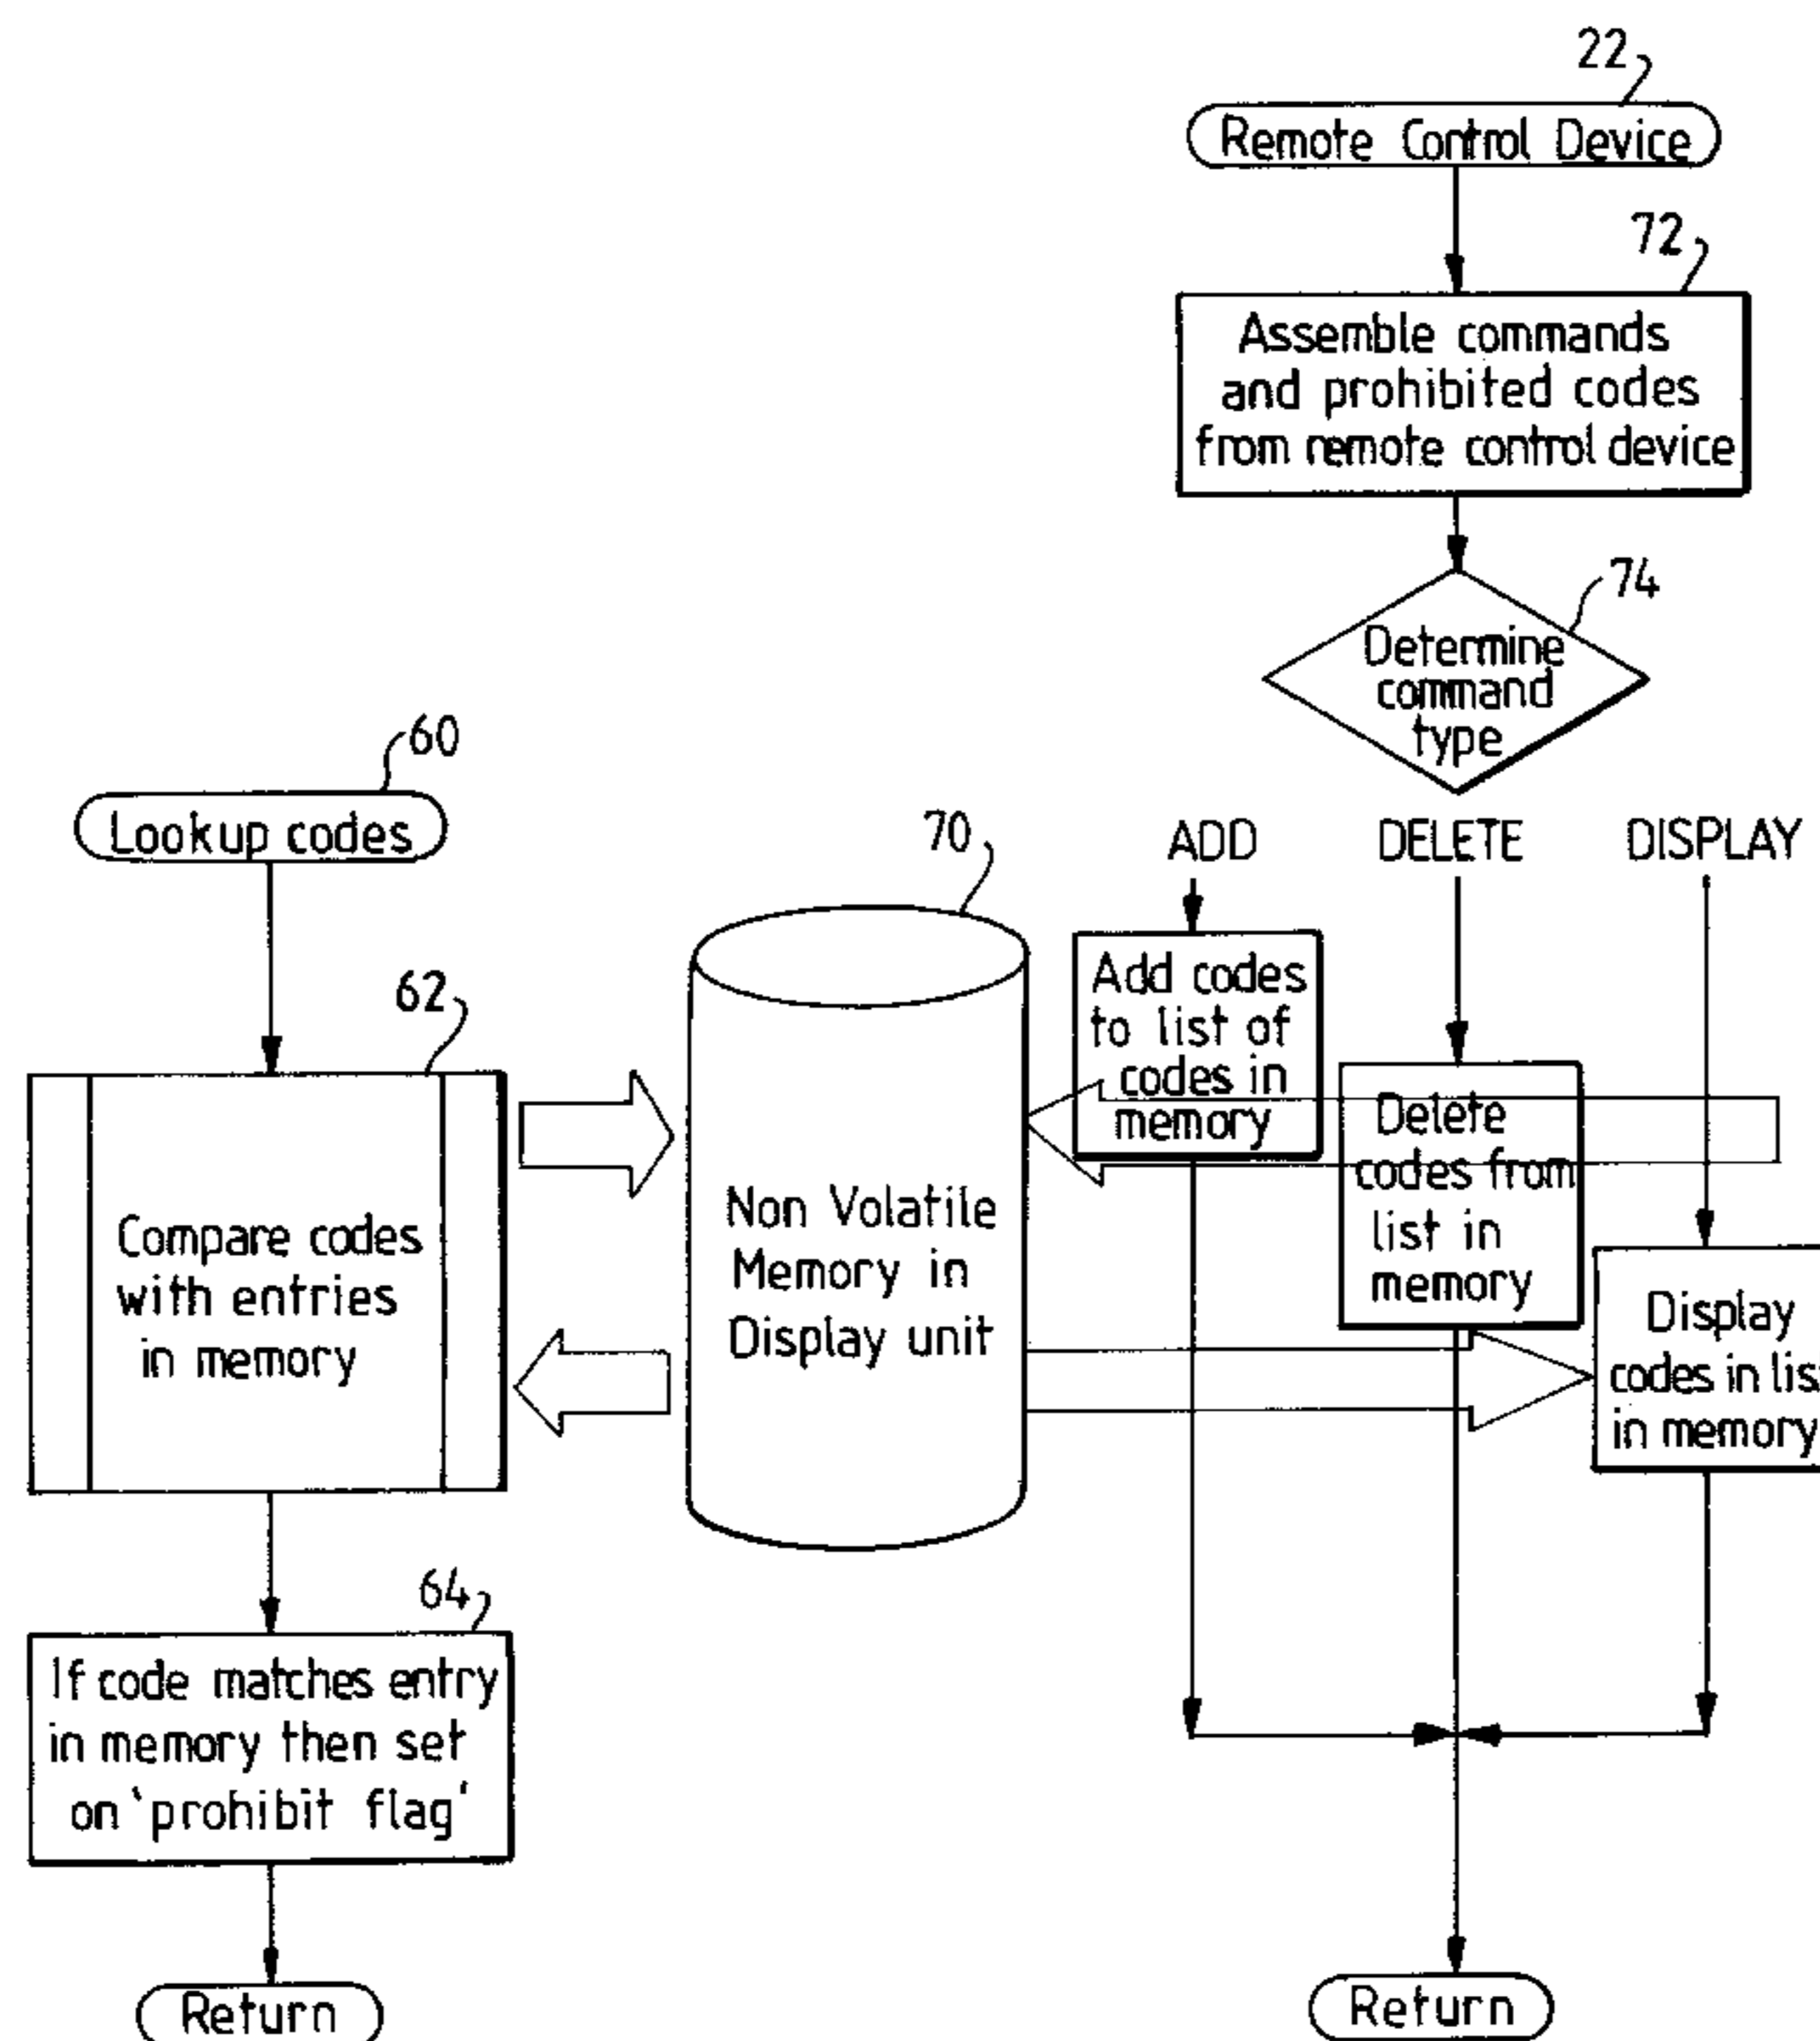 22
Remote Control Device
72
Assemble commands
and prohibited codes
from remote control device
74
Determine
command
type
60
Lookup codes
70
ADD
DELETE
DISPLAY
62
Compare codes
with entries
in memory
Non Volatile
Memory in
Display unit
Add codes
to list of
codes in
memory
Delete
codes from
list in
memory
Display
codes in lis
in memory
64
If code matches entry
in memory then set
on 'prohibit flag'
Return
Return